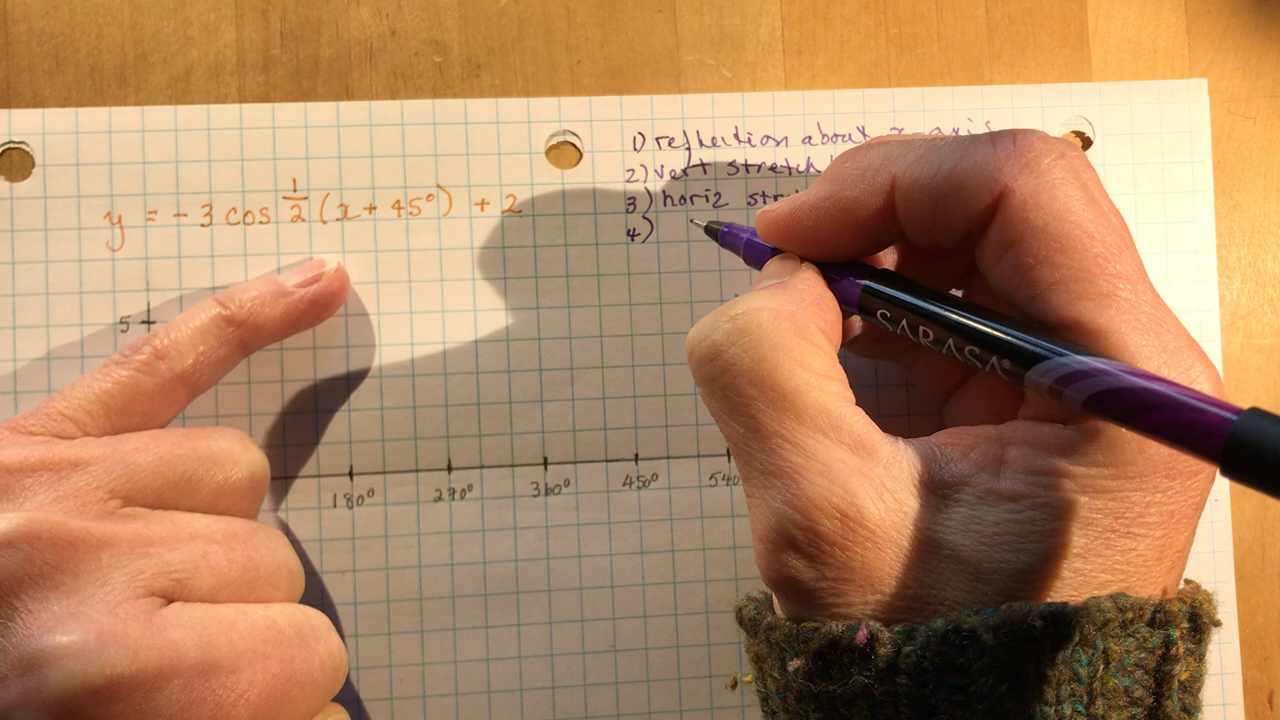 y = -3 cos 1/2 (x + 45°) + 2
1) reflection about x-axis
2) vert stretch
3) horiz
4)
5
180° 270° 360° 450° 540
SARASA®